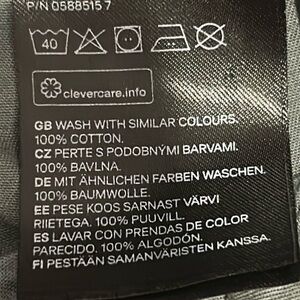 P/N 0588515 7
40
clevercare.info
GB WASH WITH SIMILAR COLOURS.
100% COTTON.
CZ PERTE S PODOBNÝMI BARVAMI.
100% BAVLNA.
DE MIT ÄHNLICHEN FARBEN WASCHEN.
100% BAUMWOLLE.
EE PESE KOOS SARNAST VÄRVI
RIIETEGA. 100% PUUVILL.
ES LAVAR CON PRENDAS DE COLOR
PARECIDO. 100% ALGODÓN.
FI PESTÄÄN SAMANVÄRISTEN KANSSA.